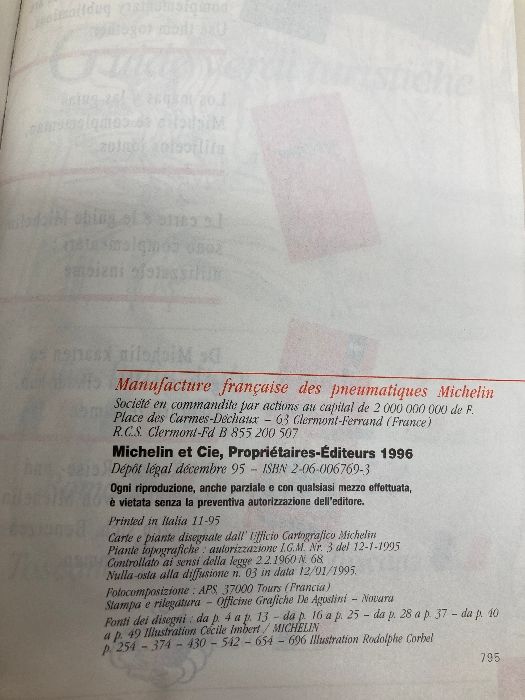 Manufacture française des pneumatiques Michelin
Société en commandite par actions au capital de 2 000 000 000 de F.
Place des Carmes-Déchaux – 63 Clermont-Ferrand (France)
R.C.S. Clermont-Fd B 855 200 507
Michelin et Cie, Propriétaires-Éditeurs 1996
Dépôt légal décembre 95 – ISBN 2-06-006769-3
Ogni riproduzione, anche parziale e con qualsiasi mezzo effettuata,
è vietata senza la preventiva autorizzazione dell'editore.
Printed in Italia 11-95
Carte e piante disegnate dall' Ufficio Cartografico Michelin
Piante topografiche : autorizzazione I.G.M. Nr. 3 del 12-1-1995
Controllato ai sensi della legge 2.2.1960 N. 68.
Nulla-osta alla diffusione n. 03 in data 12/01/1995.
Fotocomposizione : APS, 37000 Tours (Francia)
Stampa e rilegatura – Officine Grafiche De Agostini – Novara
Fonti dei disegni : da p. 4 a p. 13 – da p. 16 a p. 25 – da p. 28 a p. 37 – da p. 40
a p. 49 Illustration Cécile Imbert / MICHELIN
p. 254 – 374 – 430 – 542 – 654 – 696 Illustration Rodolphe Corbel
795